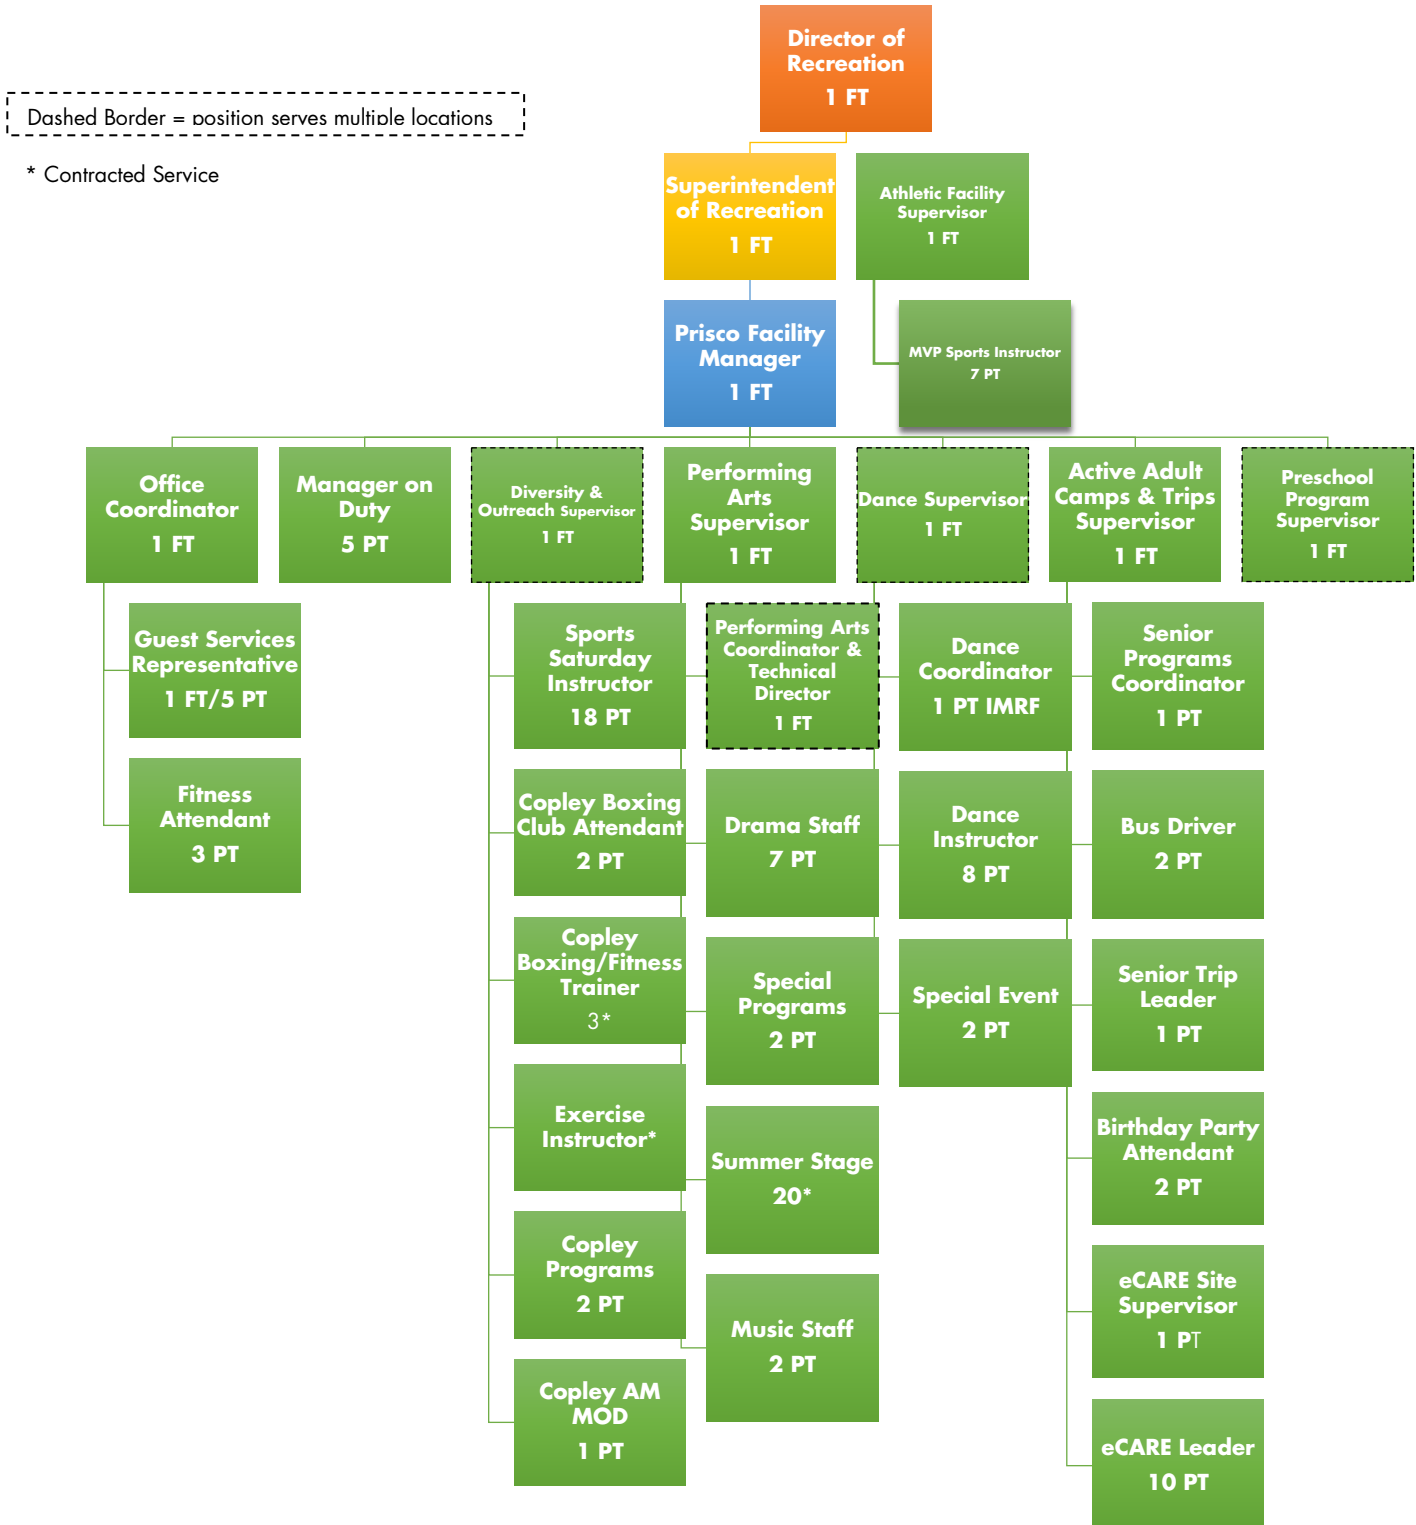 Director of
Recreation
1 FT
Dashed Border = position serves multiple locations
* Contracted Service
Superintendent
of Recreation
1 FT
Athletic Facility
Supervisor
1 FT
Prisco Facility
Manager
1 FT
MVP Sports Instructor
7 PT
Office
Coordinator
1 FT
Manager on
Duty
5 PT
Diversity &
Outreach Supervisor
1 FT
Performing
Arts
Supervisor
1 FT
Dance Supervisor
1 FT
Active Adult
Camps & Trips
Supervisor
1 FT
Preschool
Program
Supervisor
1 FT
Guest Services
Representative
1 FT/5 PT
Fitness
Attendant
3 PT
Sports
Saturday
Instructor
18 PT
Copley Boxing
Club Attendant
2 PT
Copley
Boxing/Fitness
Trainer
3*
Exercise
Instructor*
Copley
Programs
2 PT
Copley AM
MOD
1 PT
Performing Arts
Coordinator &
Technical
Director
1 FT
Drama Staff
7 PT
Special
Programs
2 PT
Summer Stage
20*
Music Staff
2 PT
Dance
Coordinator
1 PT IMRF
Dance
Instructor
8 PT
Special Event
2 PT
Senior
Programs
Coordinator
1 PT
Bus Driver
2 PT
Senior Trip
Leader
1 PT
Birthday Party
Attendant
2 PT
eCARE Site
Supervisor
1 PT
eCARE Leader
10 PT